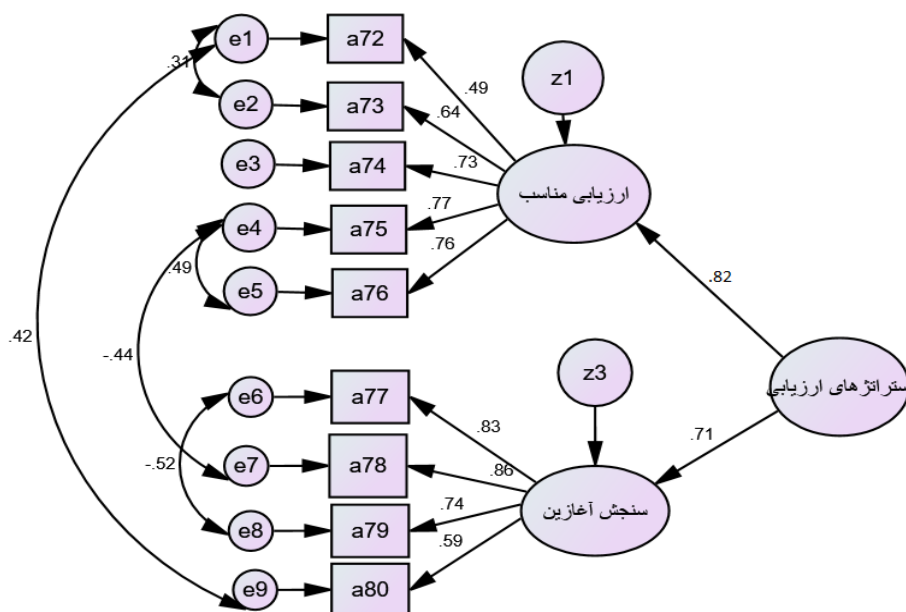 e1
a72
.31
e2
a73
e3
a74
e4
a75
.49
e5
a76
.49
.64
.73
.77
.76
z1
ارزیابی مناسب
.82
.42
-.44
ستراتژهای ارزیابی
z3
.71
e6
a77
-.52
e7
a78
e8
a79
e9
a80
.83
.86
.74
.59
سنجش آغازین